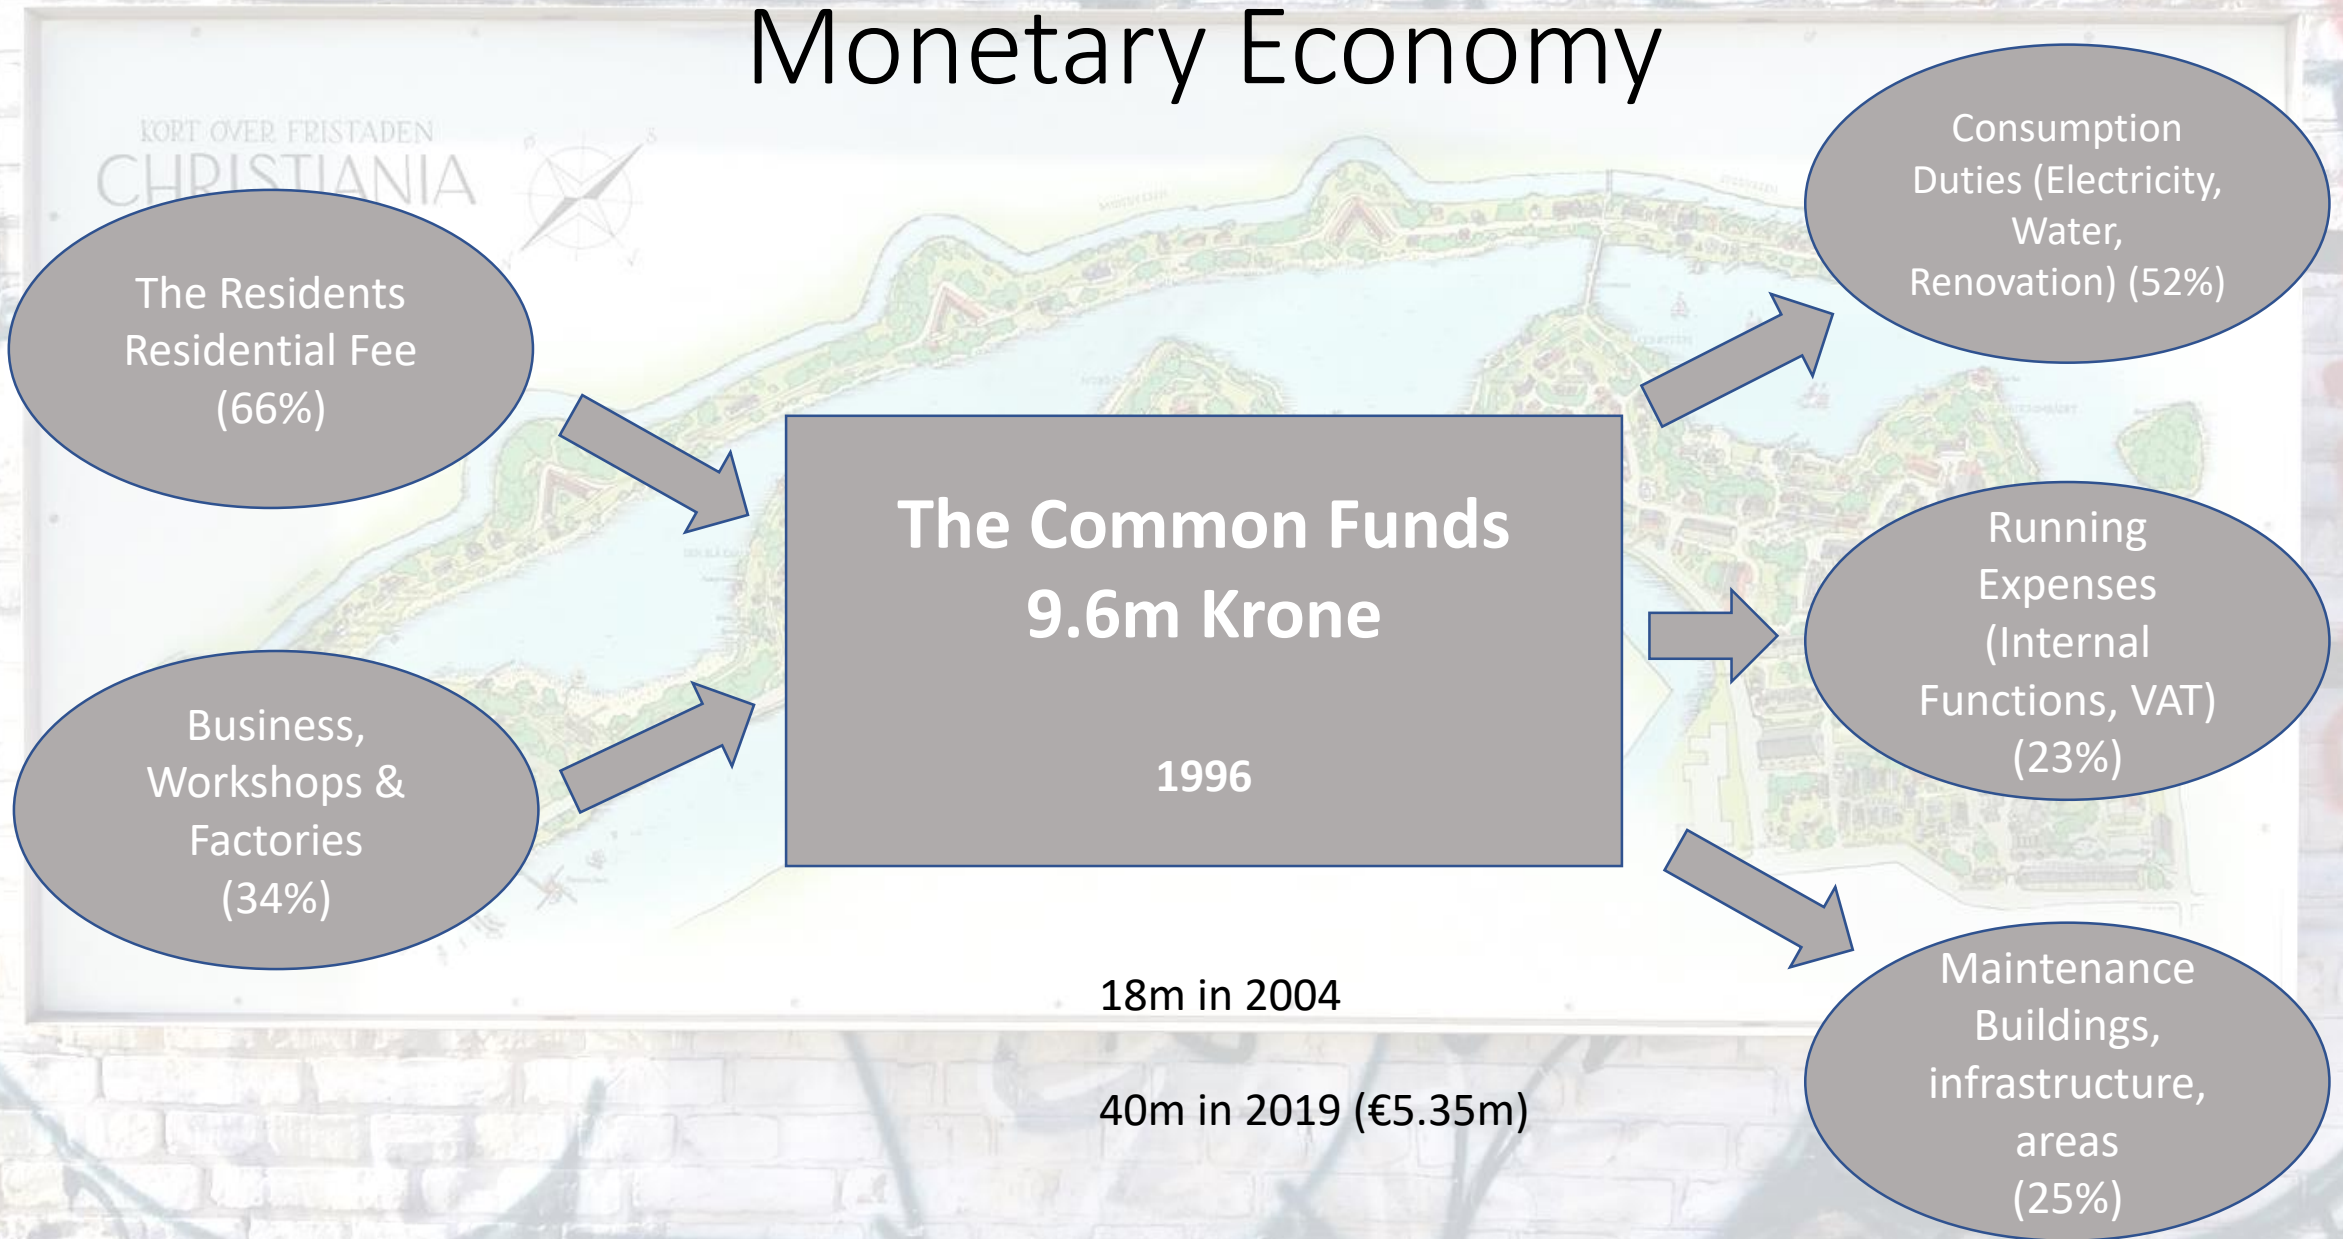 Monetary Economy
KORT OVER FRISTADEN
CHRISTIANIA
The Residents
Residential Fee
(66%)
Business,
Workshops &
Factories
(34%)
The Common Funds
9.6m Krone
1996
18m in 2004
40m in 2019 (€5.35m)
Consumption
Duties (Electricity,
Water,
Renovation) (52%)
Running
Expenses
(Internal
Functions, VAT)
(23%)
Maintenance
Buildings,
infrastructure,
areas
(25%)